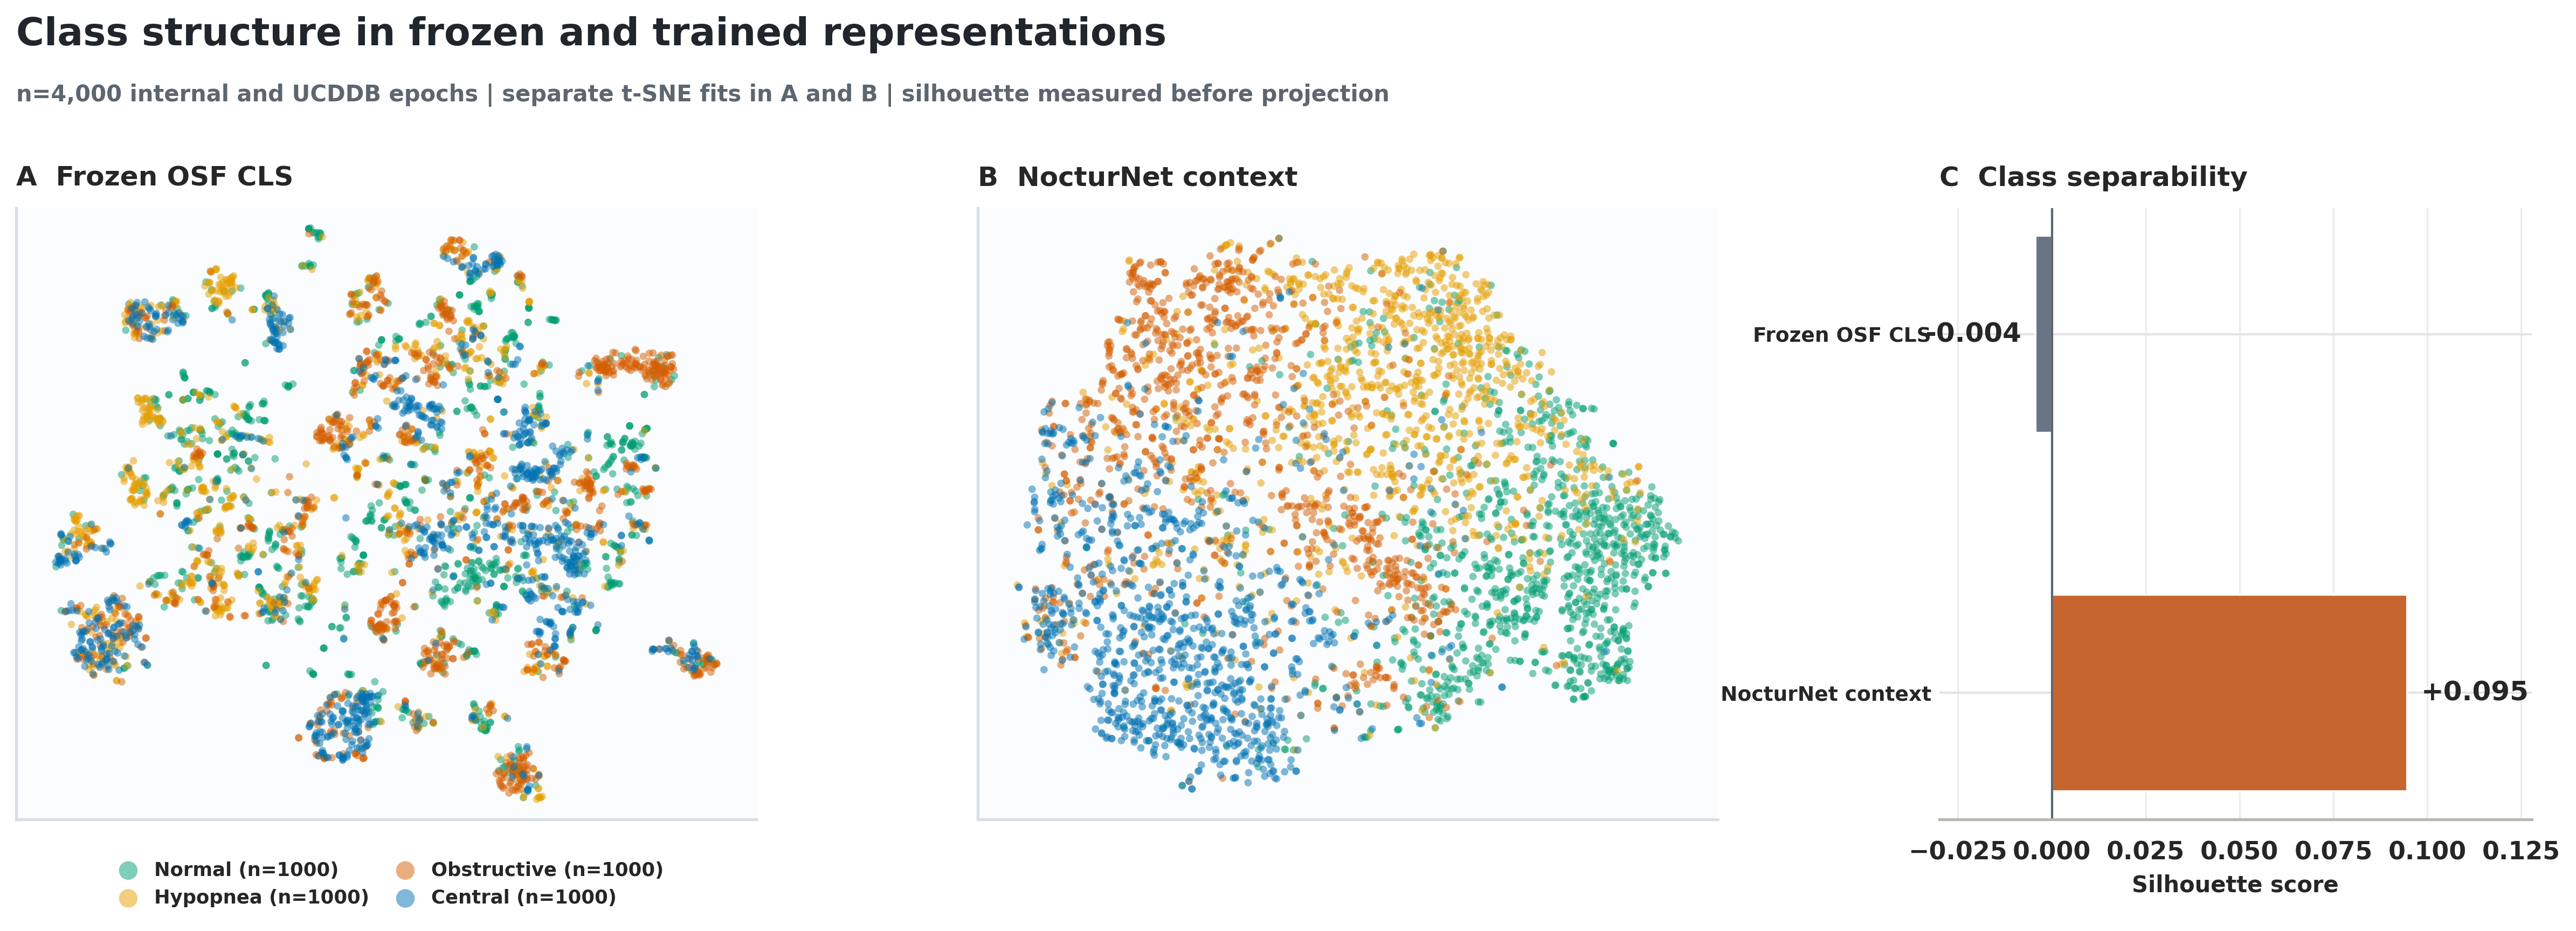 Class structure in frozen and trained representations
n=4,000 internal and UCDDB epochs | separate t-SNE fits in A and B | silhouette measured before projection
A Frozen OSF CLS
B NocturNet context
C Class separability
Frozen OSF CLS
−0.004
NocturNet context
+0.095
−0.025 0.000 0.025 0.050 0.075 0.100 0.125
Silhouette score
Normal (n=1000)
Obstructive (n=1000)
Hypopnea (n=1000)
Central (n=1000)